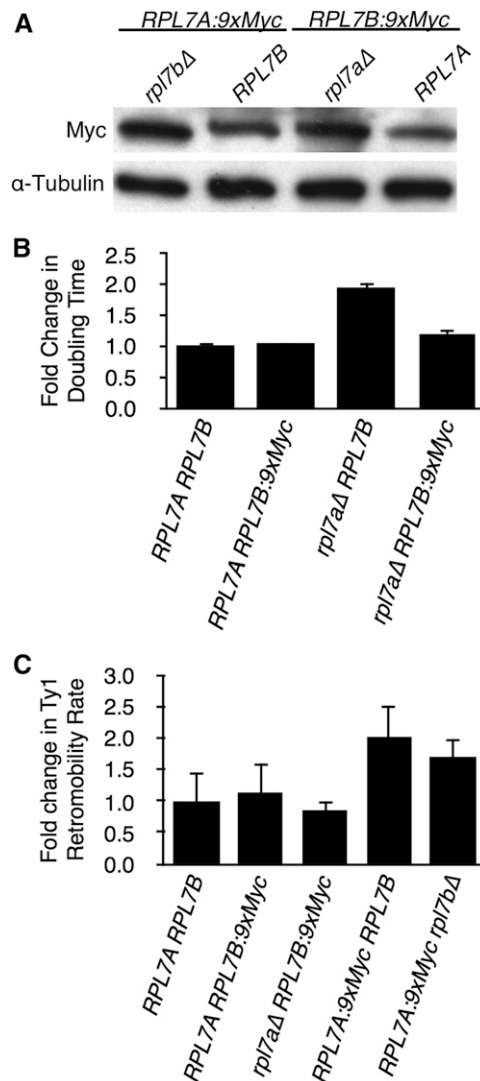 A
RPL7A:9xMyc RPL7B:9xMyc
rpl7bΔ RPL7B rpl7aΔ RPL7A
Myc
α-Tubulin
B
Fold Change in
Doubling Time
2.5
2.0
1.5
1.0
0.5
0.0
RPL7A RPL7B
RPL7A RPL7B:9xMyc
rpl7aΔ RPL7B
rpl7aΔ RPL7B:9xMyc
C
Fold change in Ty1
Retromobility Rate
3.0
2.5
2.0
1.5
1.0
0.5
0.0
RPL7A RPL7B
RPL7A RPL7B:9xMyc
rpl7aΔ RPL7B:9xMyc
RPL7A:9xMyc RPL7B
RPL7A:9xMyc rpl7bΔ